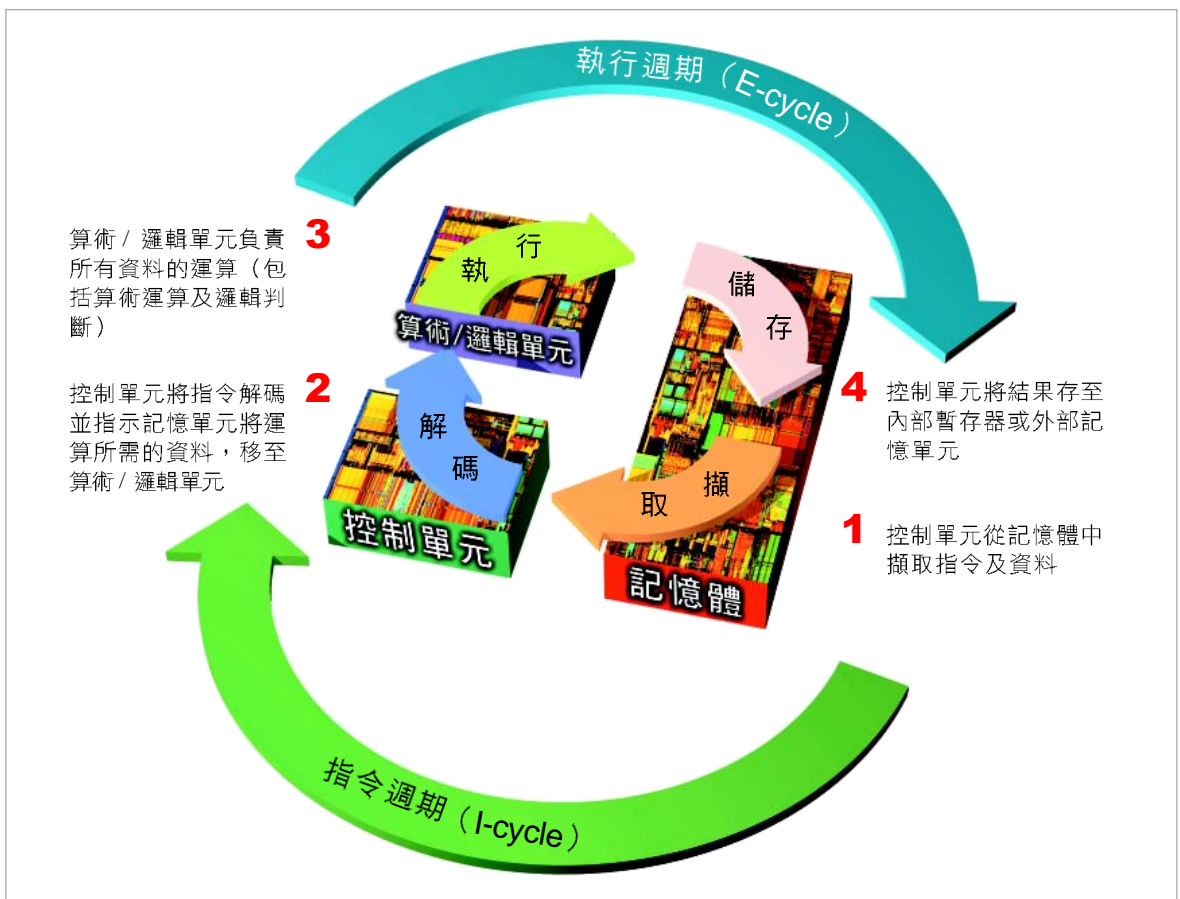 執行週期（E-cycle）
3
算術 / 邏輯單元負責
所有資料的運算（包
括算術運算及邏輯判
斷）
執行
算術/邏輯單元
儲存
2
控制單元將指令解碼
並指示記憶單元將運
算所需的資料，移至
算術 / 邏輯單元
解碼
控制單元
4
控制單元將結果存至
內部暫存器或外部記
憶單元
擷取
記憶體
1
控制單元從記憶體中
擷取指令及資料
指令週期（I-cycle）